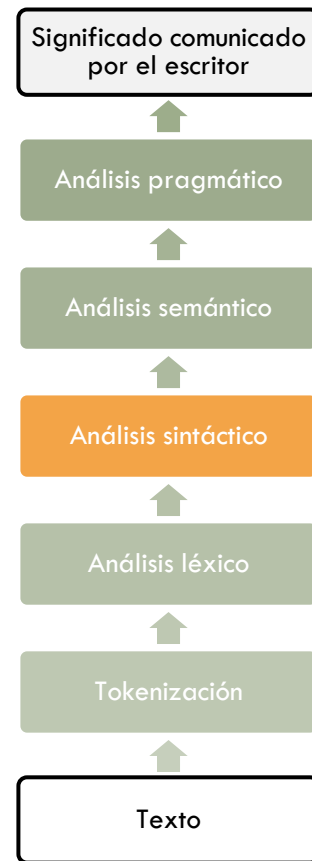 Significado comunicado
por el escritor
Análisis pragmático
Análisis semántico
Análisis sintáctico
Análisis léxico
Tokenización
Texto